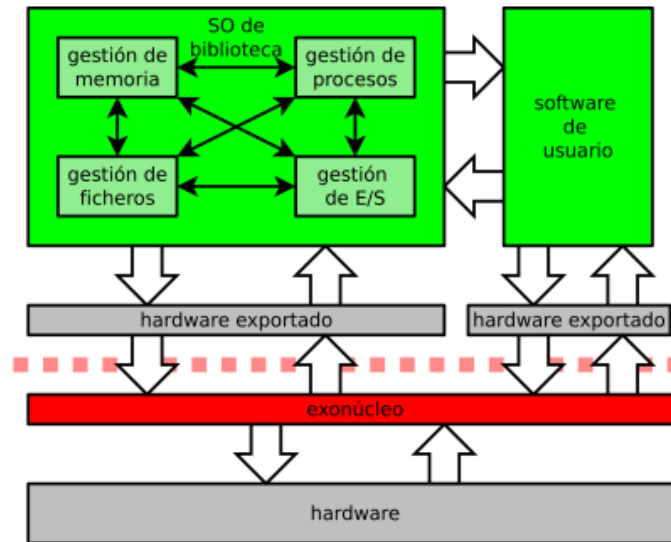 SO de
biblioteca
gestión de
memoria
gestión de
procesos
gestión de
ficheros
gestión
de E/S
software
de
usuario
hardware exportado
hardware exportado
exonúcleo
hardware